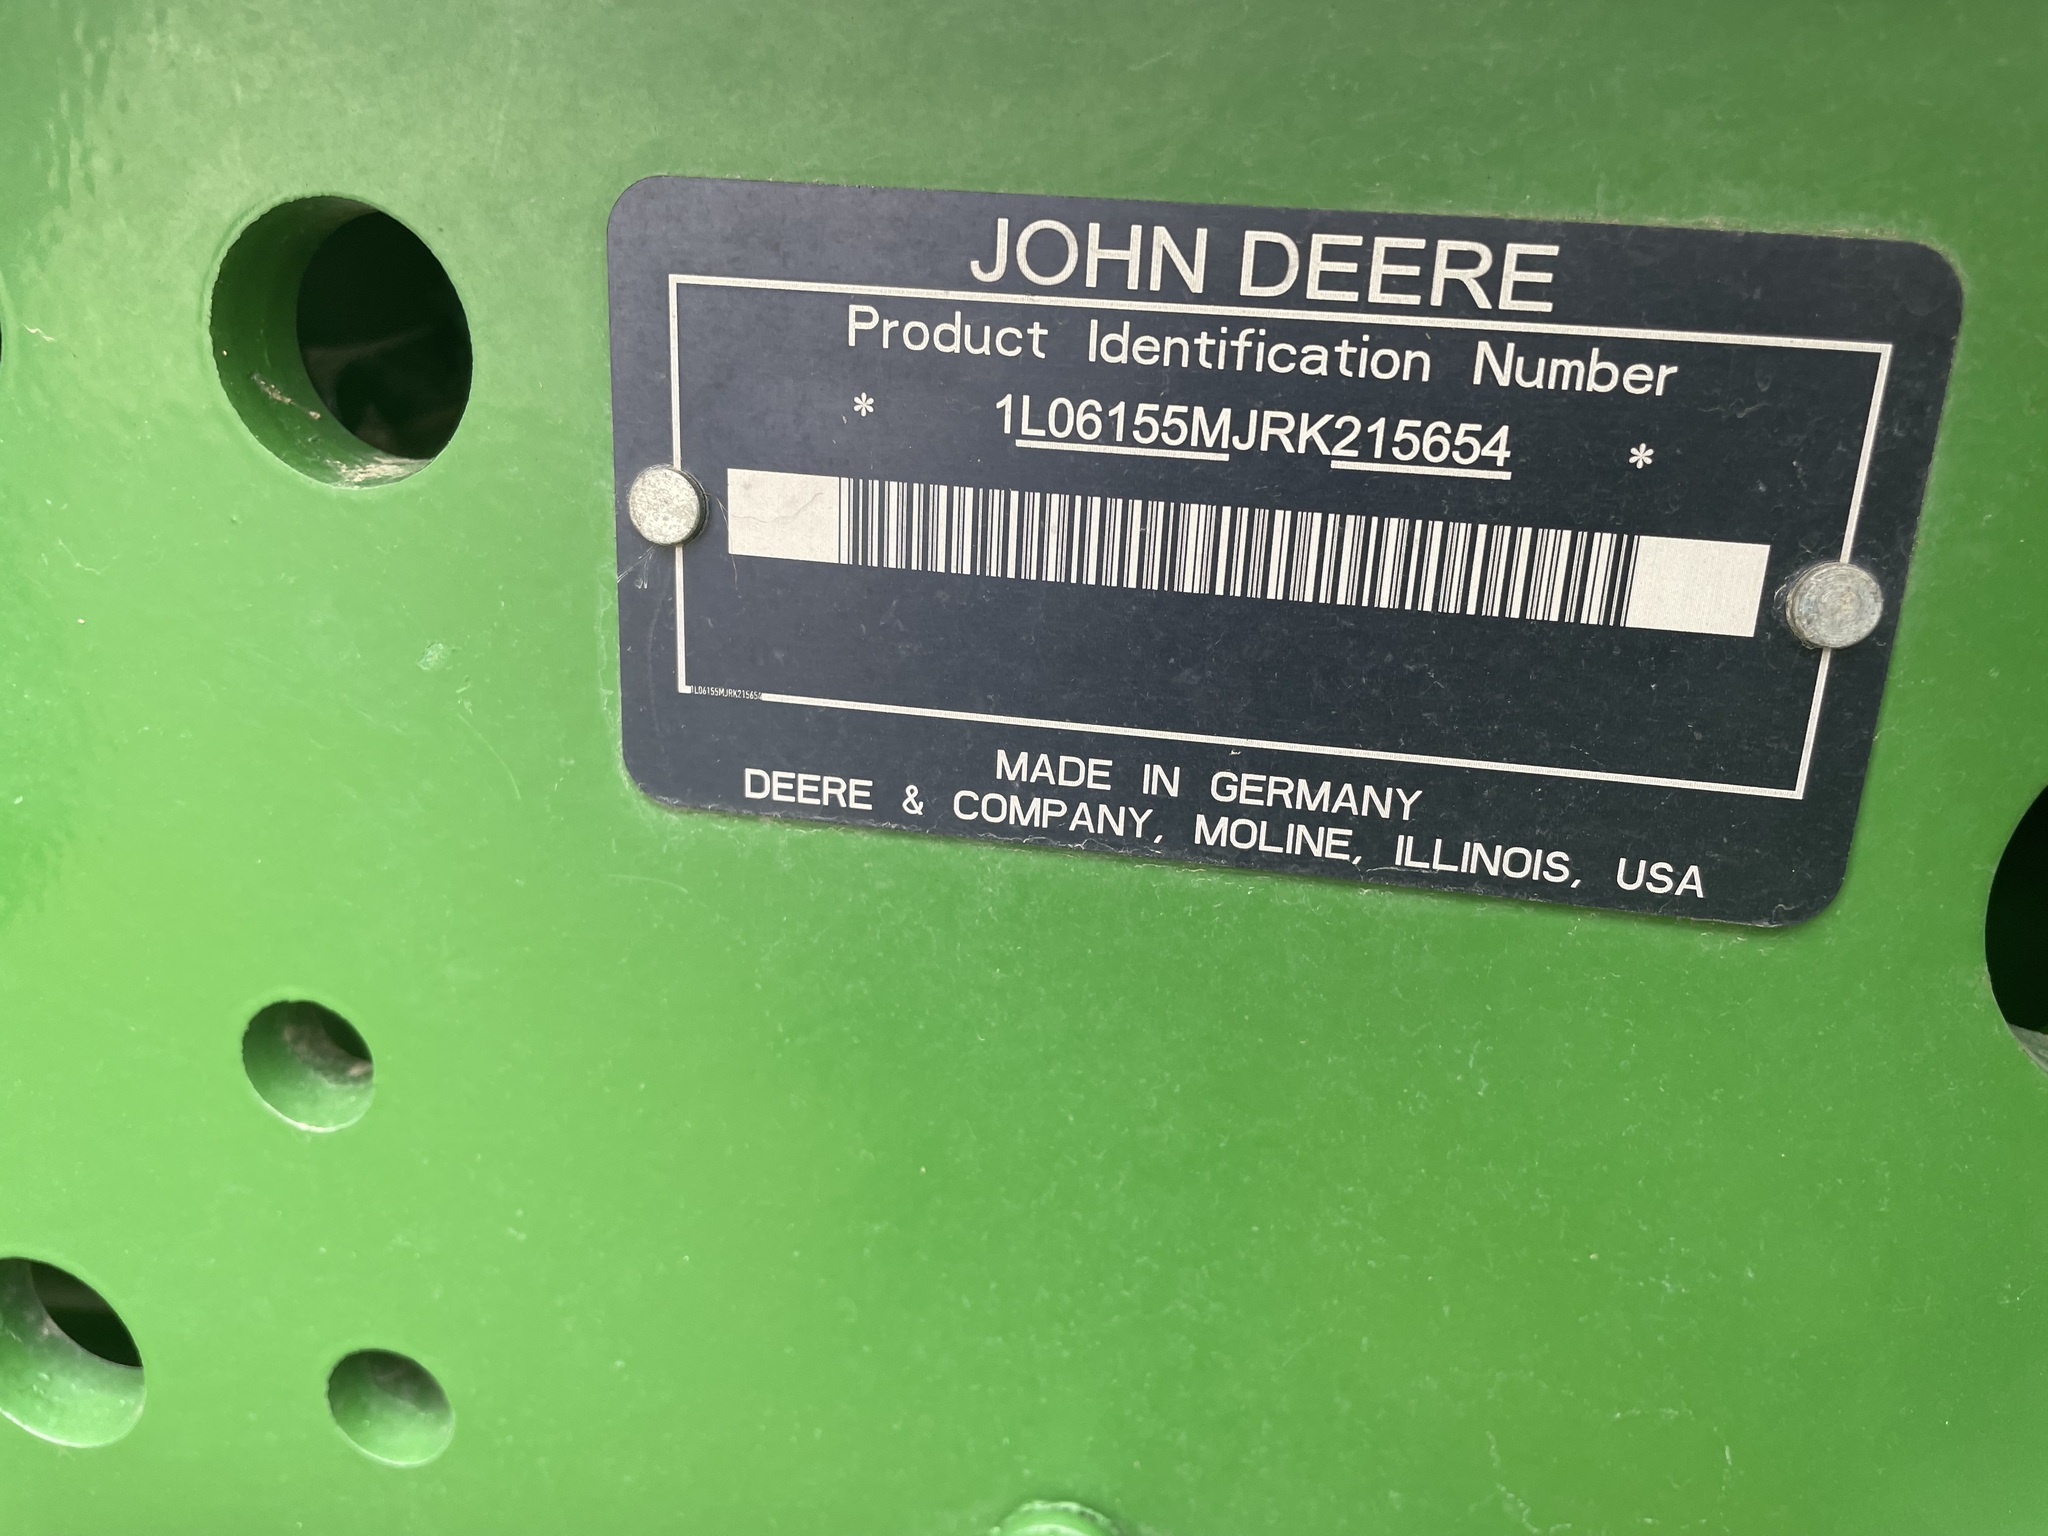 JOHN DEERE
Product Identification Number
* 1L06155MJRK215654 *
1L06155MJRK215654
MADE IN GERMANY
DEERE & COMPANY, MOLINE, ILLINOIS, USA